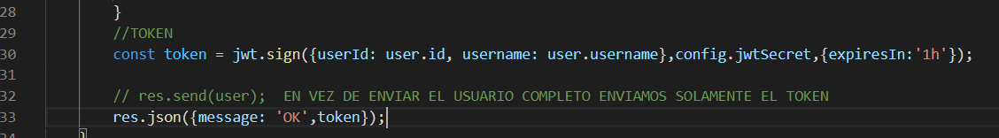 28 }
29 //TOKEN
30 const token = jwt.sign({userId: user.id, username: user.username},config.jwtSecret,{expiresIn:'1h'});
31
32 // res.send(user);  EN VEZ DE ENVIAR EL USUARIO COMPLETO ENVIAMOS SOLAMENTE EL TOKEN
33 res.json({message: 'OK',token});
34 }